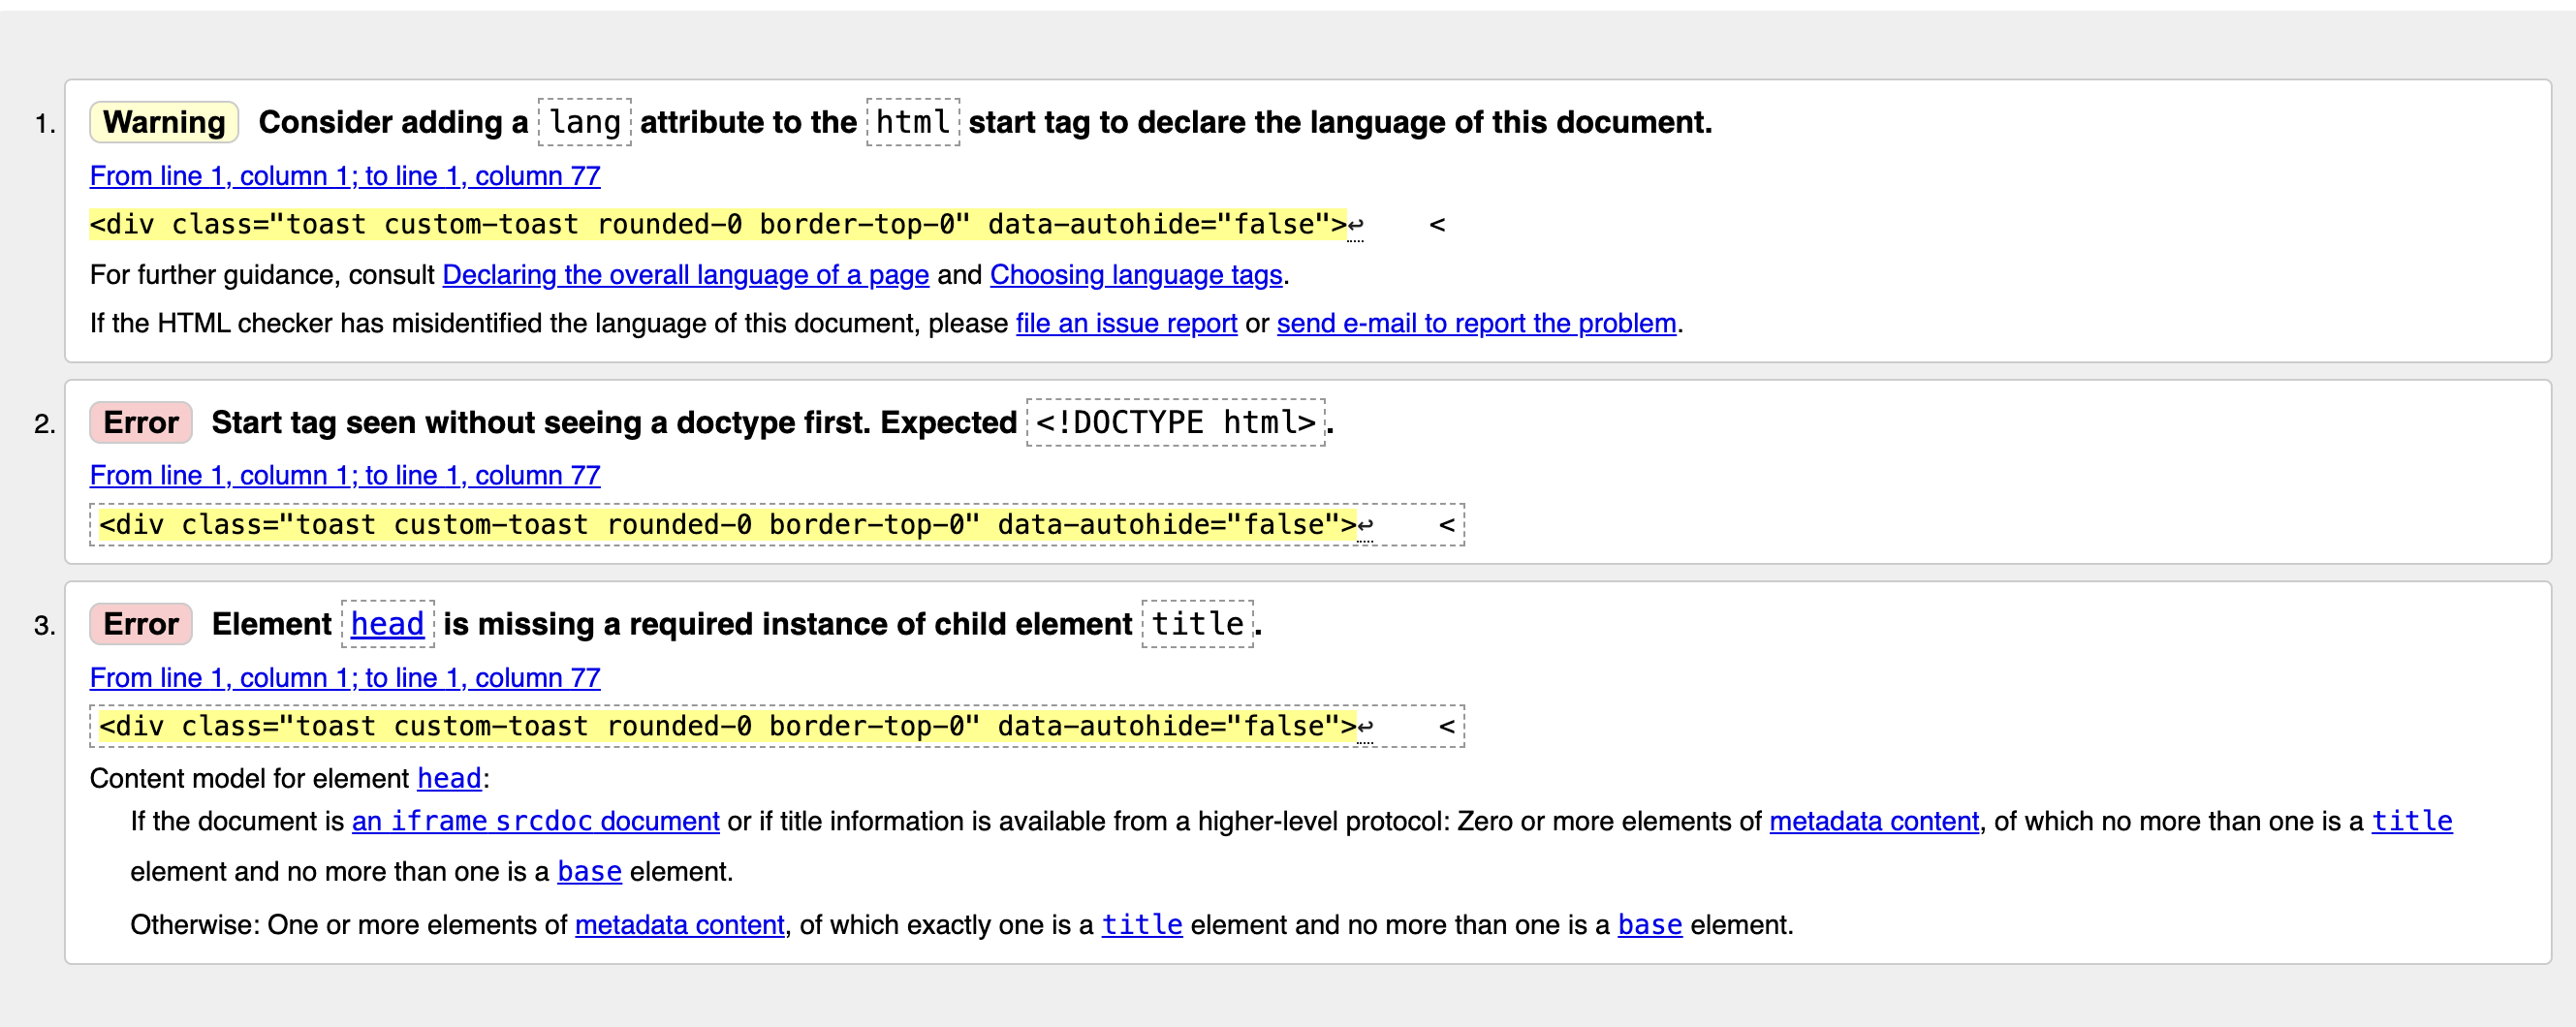 1. Warning Consider adding a lang attribute to the html start tag to declare the language of this document.
From line 1, column 1; to line 1, column 77
<div class="toast custom-toast rounded-0 border-top-0" data-autohide="false">↩    <
For further guidance, consult Declaring the overall language of a page and Choosing language tags.
If the HTML checker has misidentified the language of this document, please file an issue report or send e-mail to report the problem.
2. Error Start tag seen without seeing a doctype first. Expected <!DOCTYPE html>.
From line 1, column 1; to line 1, column 77
<div class="toast custom-toast rounded-0 border-top-0" data-autohide="false">↩    <
3. Error Element head is missing a required instance of child element title.
From line 1, column 1; to line 1, column 77
<div class="toast custom-toast rounded-0 border-top-0" data-autohide="false">↩    <
Content model for element head:
If the document is an iframe srcdoc document or if title information is available from a higher-level protocol: Zero or more elements of metadata content, of which no more than one is a title
element and no more than one is a base element.
Otherwise: One or more elements of metadata content, of which exactly one is a title element and no more than one is a base element.